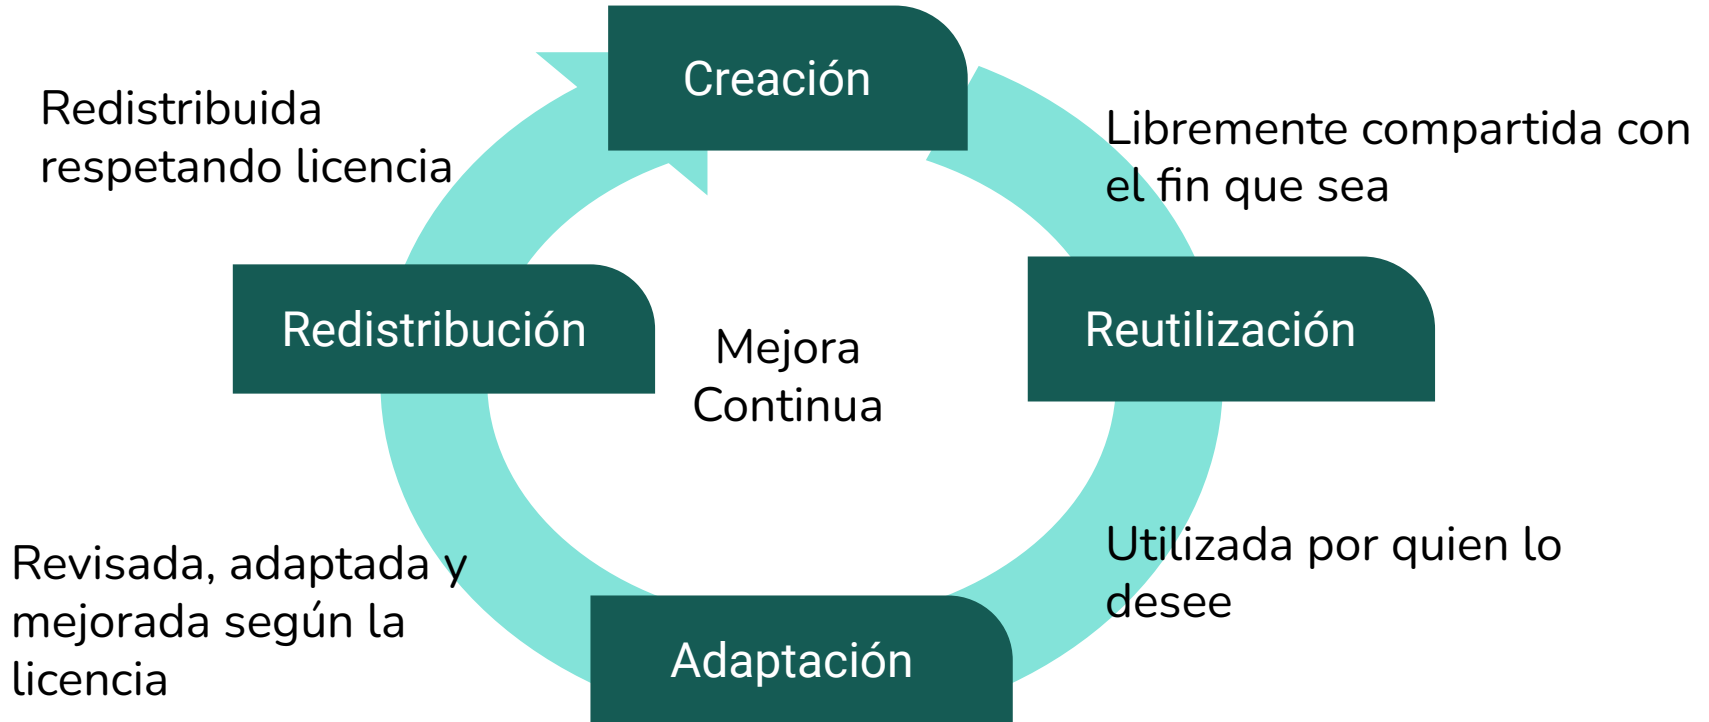 Creación
Libremente compartida con
el fin que sea
Reutilización
Utilizada por quien lo
desee
Adaptación
Revisada, adaptada y
mejorada según la
licencia
Redistribución
Redistribuida
respetando licencia
Mejora
Continua